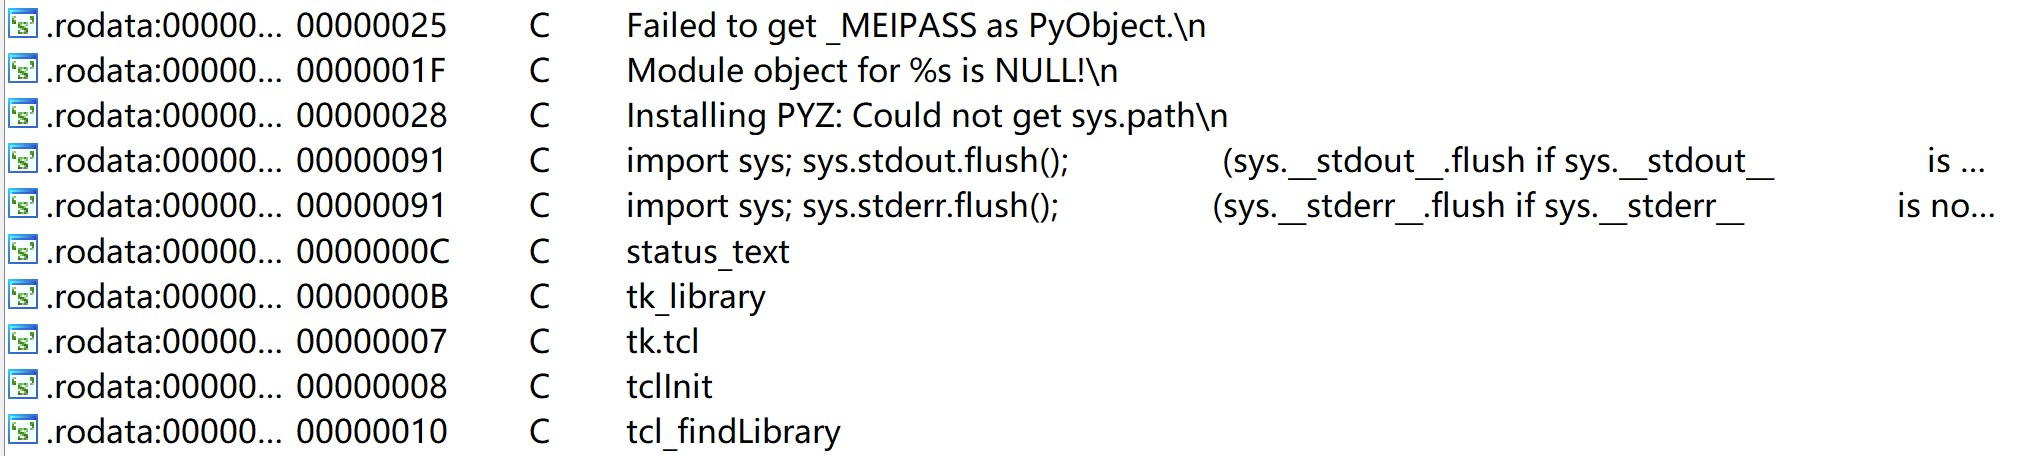 's' .rodata:00000... 00000025 C Failed to get _MEIPASS as PyObject.\n
's' .rodata:00000... 0000001F C Module object for %s is NULL!\n
's' .rodata:00000... 00000028 C Installing PYZ: Could not get sys.path\n
's' .rodata:00000... 00000091 C import sys; sys.stdout.flush(); (sys.__stdout__.flush if sys.__stdout__ is ...
's' .rodata:00000... 00000091 C import sys; sys.stderr.flush(); (sys.__stderr__.flush if sys.__stderr__ is no...
's' .rodata:00000... 0000000C C status_text
's' .rodata:00000... 0000000B C tk_library
's' .rodata:00000... 00000007 C tk.tcl
's' .rodata:00000... 00000008 C tclInit
's' .rodata:00000... 00000010 C tcl_findLibrary